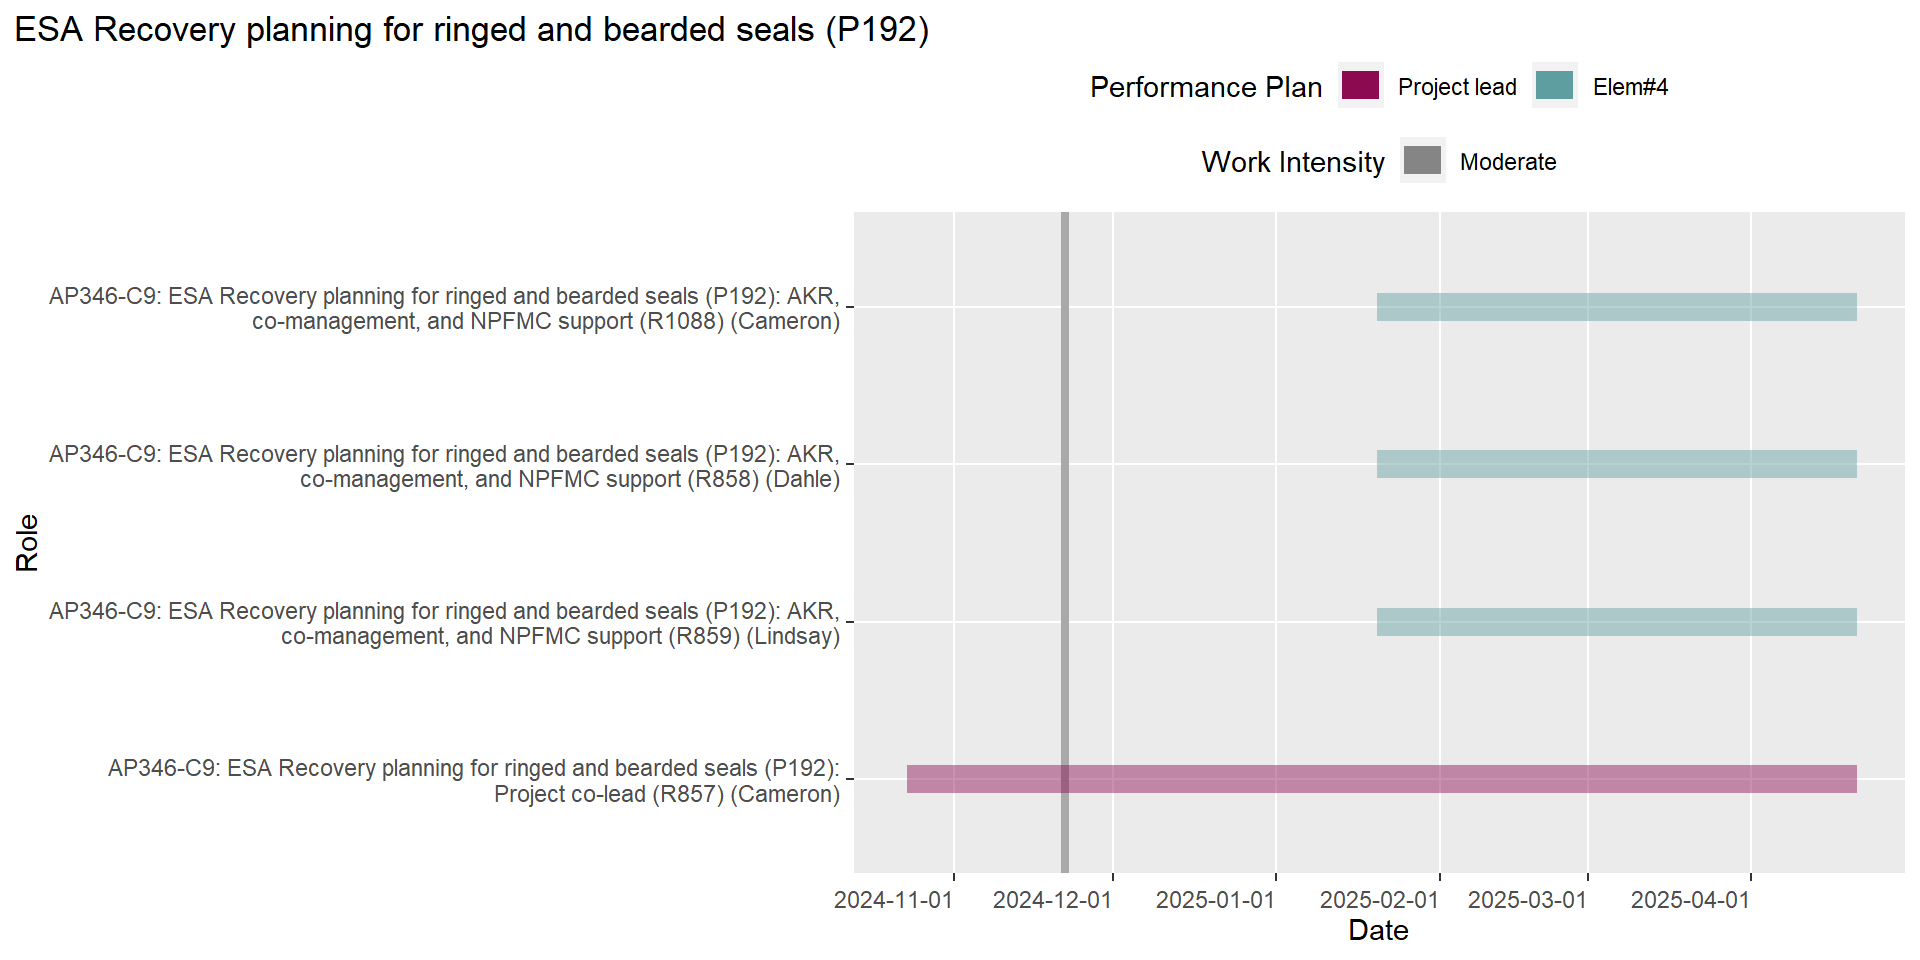 ESA Recovery planning for ringed and bearded seals (P192)
Performance Plan Project lead Elem#4
Work Intensity Moderate
AP346-C9: ESA Recovery planning for ringed and bearded seals (P192): AKR,
co-management, and NPFMC support (R1088) (Cameron)
AP346-C9: ESA Recovery planning for ringed and bearded seals (P192): AKR,
co-management, and NPFMC support (R858) (Dahle)
Role
AP346-C9: ESA Recovery planning for ringed and bearded seals (P192): AKR,
co-management, and NPFMC support (R859) (Lindsay)
AP346-C9: ESA Recovery planning for ringed and bearded seals (P192):
Project co-lead (R857) (Cameron)
2024-11-01 2024-12-01 2025-01-01 2025-02-01 2025-03-01 2025-04-01
Date